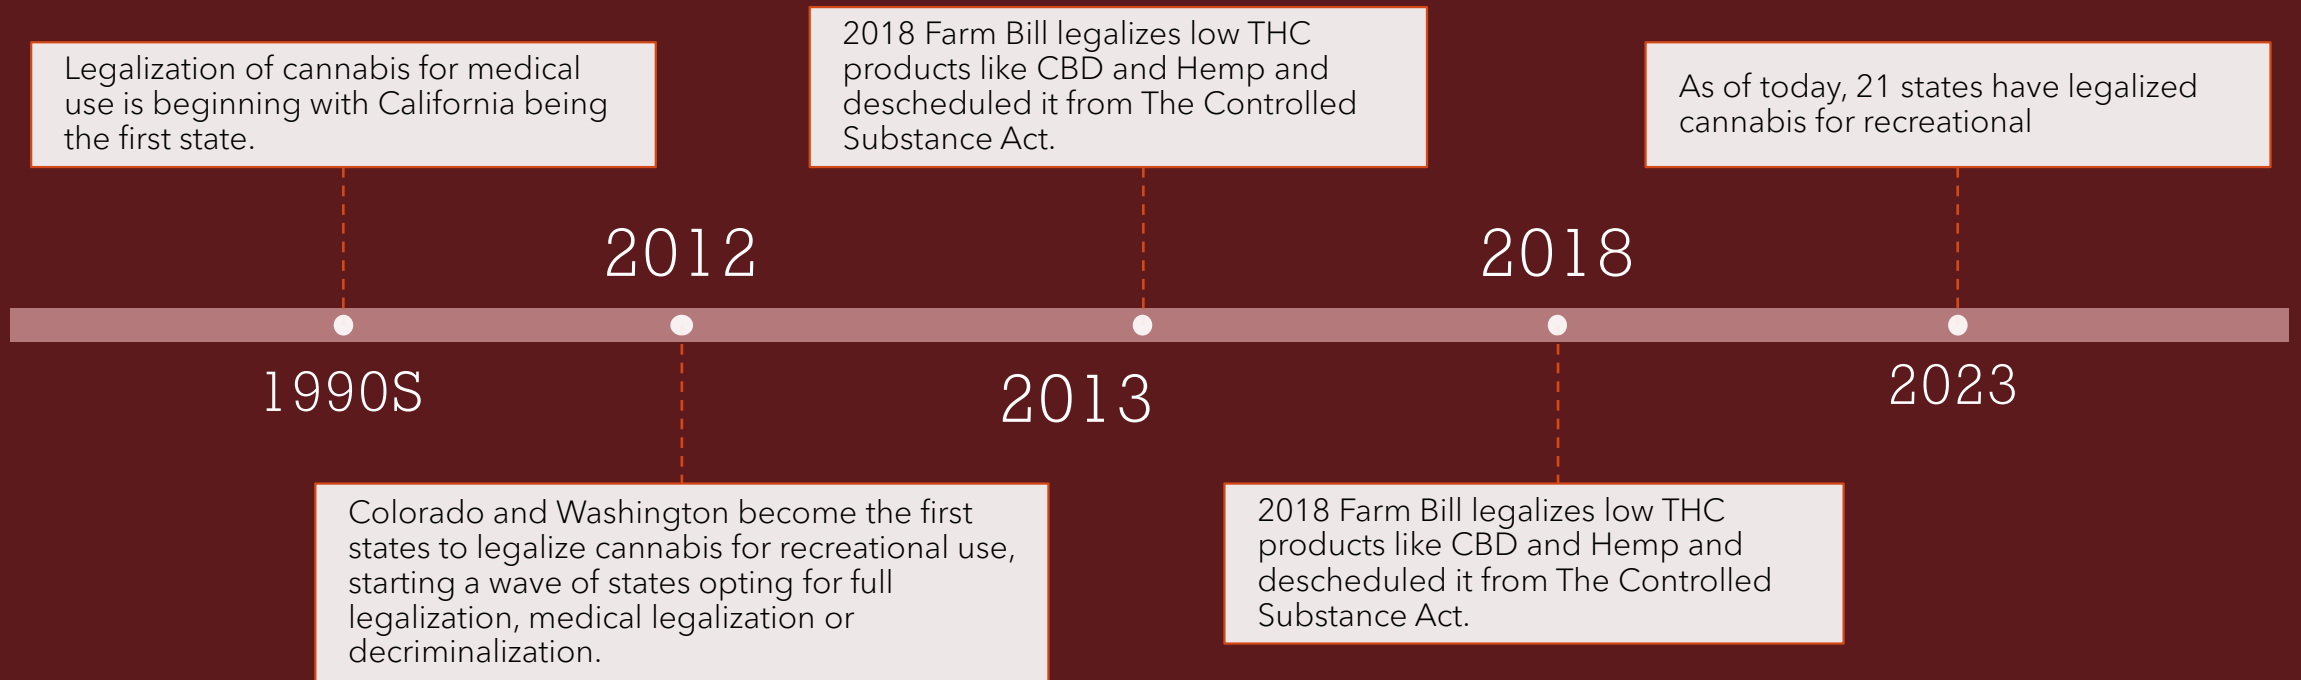 Legalization of cannabis for medical
use is beginning with California being
the first state.
2018 Farm Bill legalizes low THC
products like CBD and Hemp and
descheduled it from The Controlled
Substance Act.
As of today, 21 states have legalized
cannabis for recreational
2012
2018
1990S
2013
2023
Colorado and Washington become the first
states to legalize cannabis for recreational use,
starting a wave of states opting for full
legalization, medical legalization or
decriminalization.
2018 Farm Bill legalizes low THC
products like CBD and Hemp and
descheduled it from The Controlled
Substance Act.